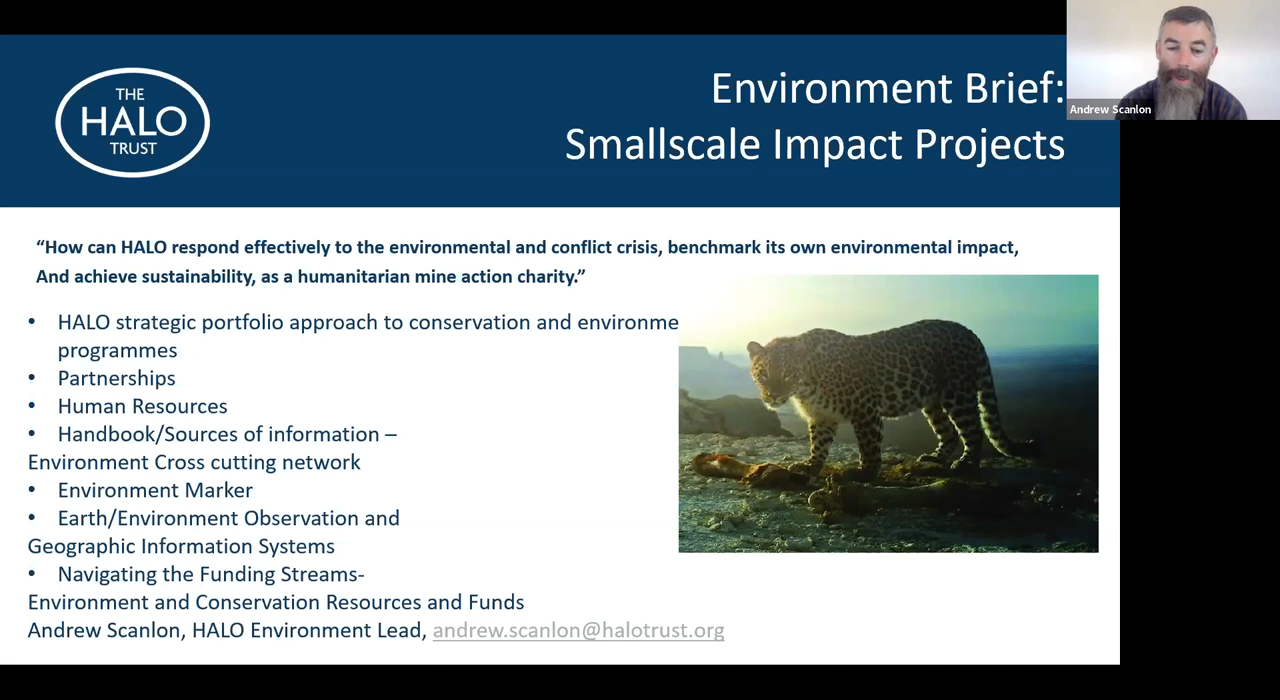 THE
HALO
TRUST
Environment Brief:
Smallscale Impact Projects
Andrew Scanlon
“How can HALO respond effectively to the environmental and conflict crisis, benchmark its own environmental impact,
And achieve sustainability, as a humanitarian mine action charity.”
• HALO strategic portfolio approach to conservation and environme
programmes
• Partnerships
• Human Resources
• Handbook/Sources of information –
Environment Cross cutting network
• Environment Marker
• Earth/Environment Observation and
Geographic Information Systems
• Navigating the Funding Streams-
Environment and Conservation Resources and Funds
Andrew Scanlon, HALO Environment Lead, andrew.scanlon@halotrust.org